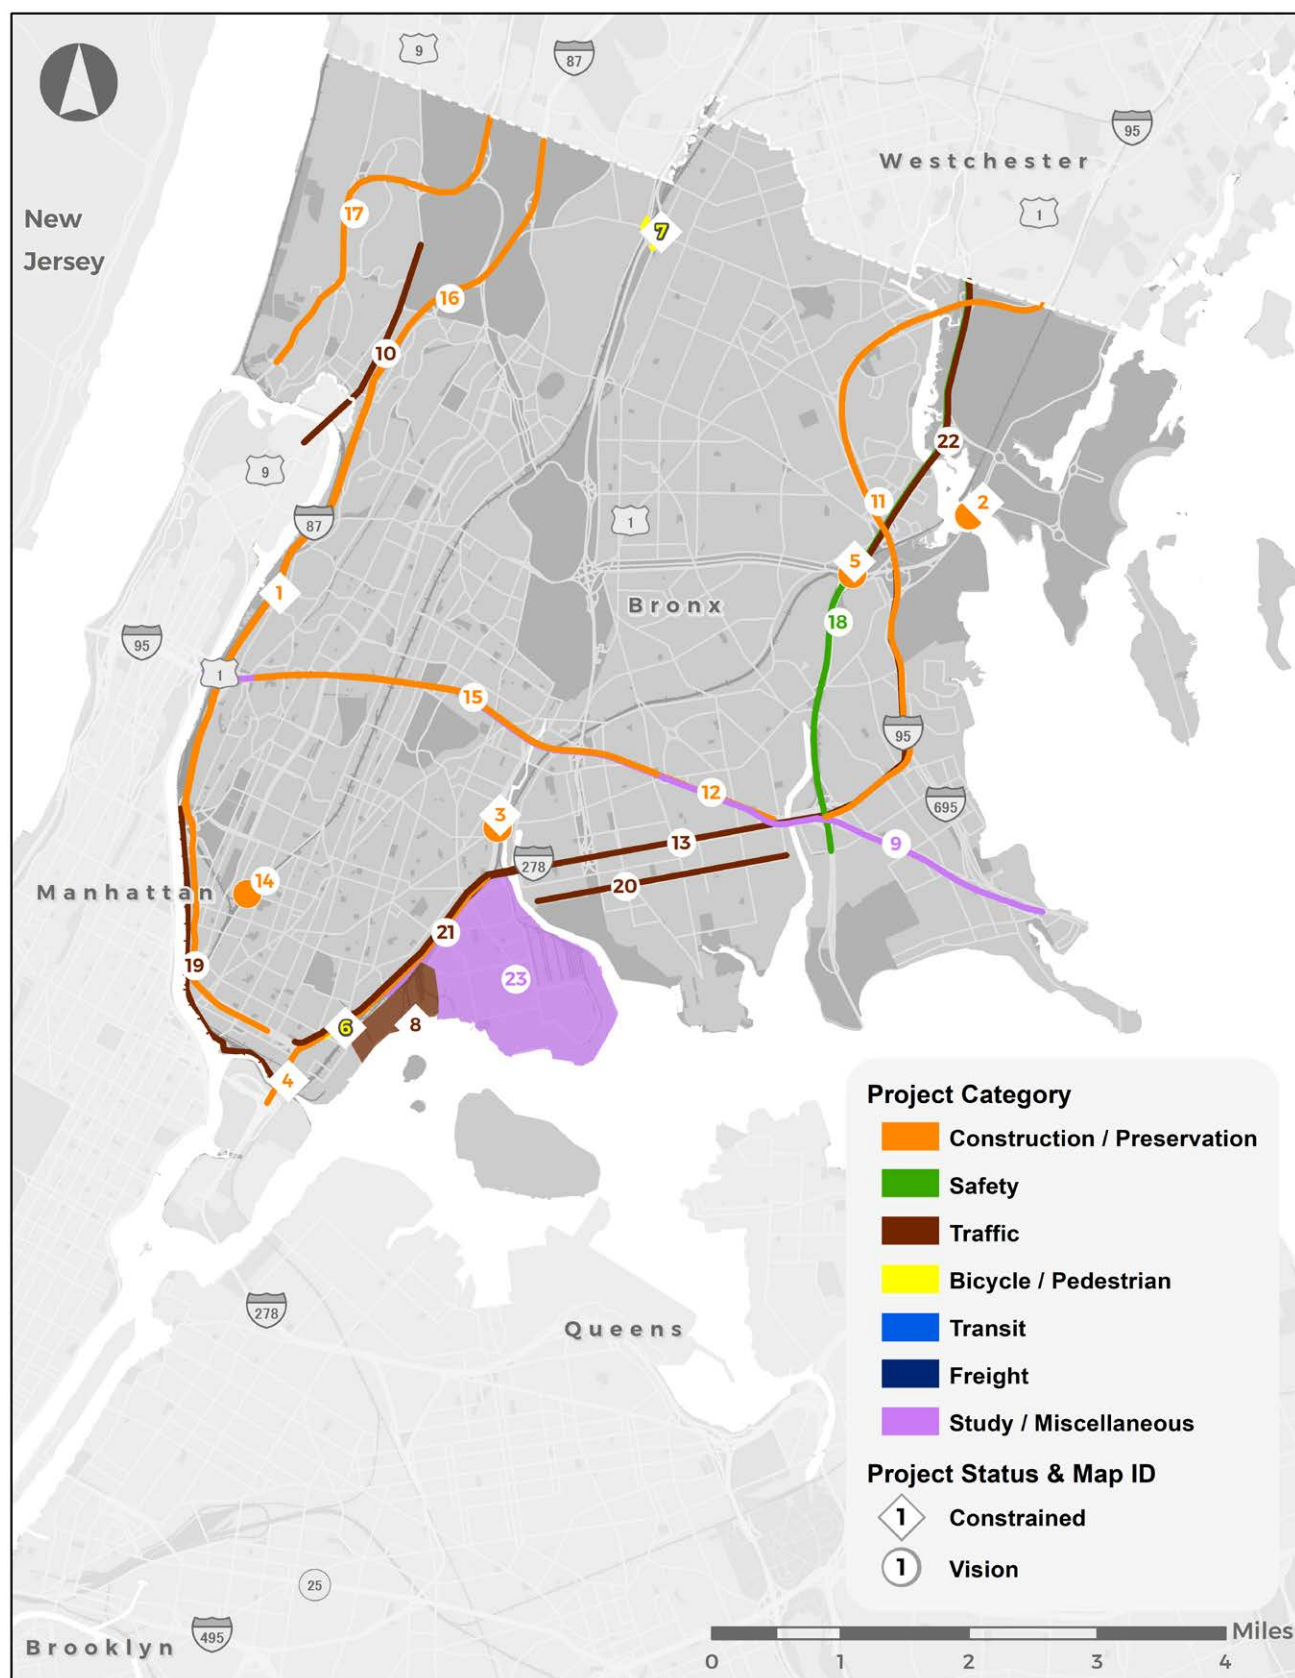 9
87
95
Westchester
1
New
Jersey
17
7
16
10
22
9
87
1
11
2
5
1
Bronx
18
95
1
15
95
12
695
3
13
9
278
Manhattan
14
20
21
19
23
6
8
4
278
Queens
25
495
Brooklyn
Project Category
Construction / Preservation
Safety
Traffic
Bicycle / Pedestrian
Transit
Freight
Study / Miscellaneous
Project Status & Map ID
1 Constrained
1 Vision
Miles
0 1 2 3 4